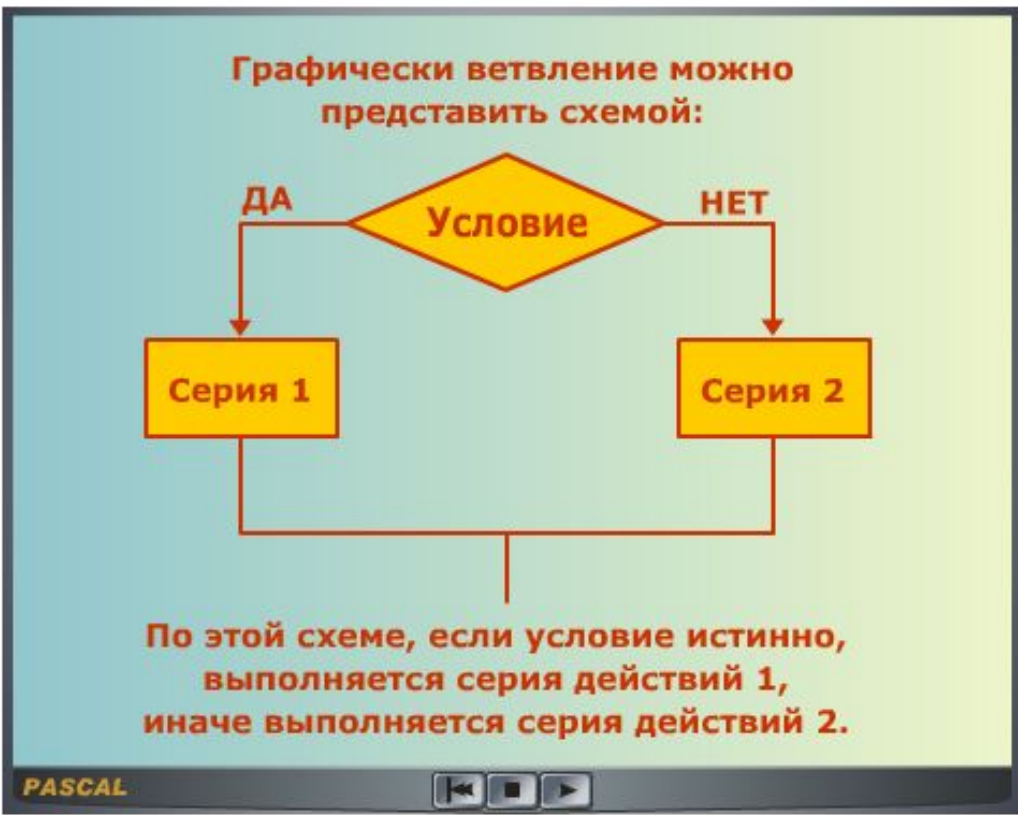 Графически ветвление можно
представить схемой:
ДА
Условие
НЕТ
Серия 1
Серия 2
По этой схеме, если условие истинно,
выполняется серия действий 1,
иначе выполняется серия действий 2.
PASCAL